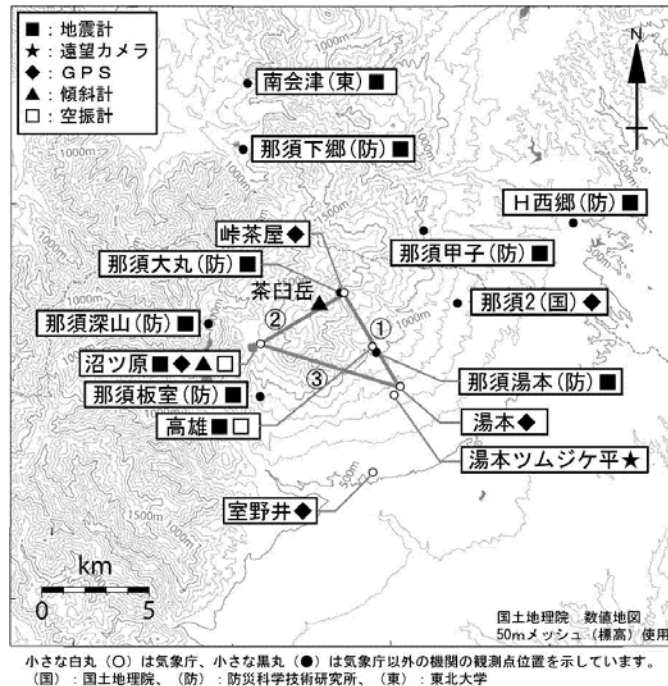 ■：地震計
★：遠望カメラ
◆：ＧＰＳ
▲：傾斜計
□：空振計
N
南会津(東)■
那須下郷(防)■
Ｈ西郷(防)■
峠茶屋◆
那須甲子(防)■
那須大丸(防)■
茶臼岳
那須2(国)◆
那須深山(防)■
②
①
沼ツ原■◆▲□
③
那須湯本(防)■
那須板室(防)■
高雄■□
湯本◆
湯本ツムジケ平★
室野井◆
km
0 5
国土地理院　数値地図
50mメッシュ（標高）使用
小さな白丸（○）は気象庁、小さな黒丸（●）は気象庁以外の機関の観測点位置を示しています。
（国）：国土地理院、（防）：防災科学技術研究所、（東）：東北大学
1000m
1000m
500m
1000m
1000m
500m
1500m
1000m